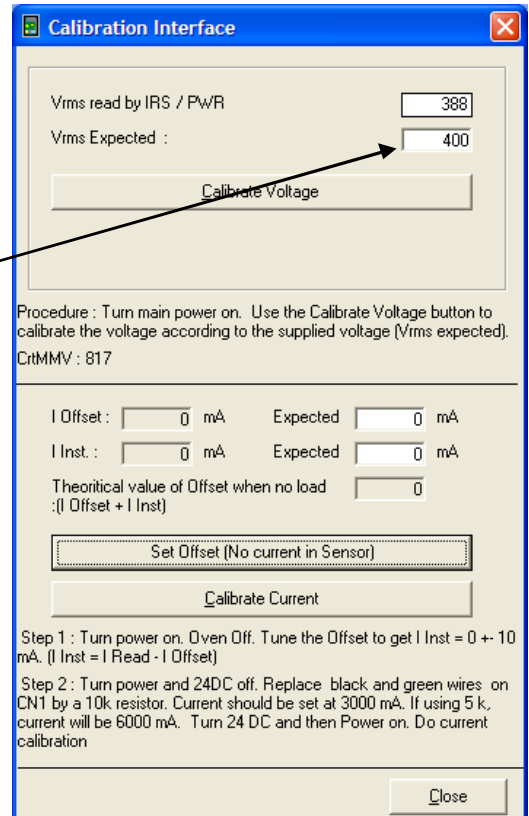 Calibration Interface
Vrms read by IRS / PWR 388
Vrms Expected : 400
Calibrate Voltage
Procedure : Turn main power on. Use the Calibrate Voltage button to
calibrate the voltage according to the supplied voltage (Vrms expected).
CrtMMV : 817
I Offset : 0 mA Expected 0 mA
I Inst. : 0 mA Expected 0 mA
Theoritical value of Offset when no load 0
:(I Offset + I Inst)
Set Offset (No current in Sensor)
Calibrate Current
Step 1 : Turn power on. Oven Off. Tune the Offset to get I Inst = 0 +- 10
mA. (I Inst = I Read - I Offset)
Step 2 : Turn power and 24DC off. Replace black and green wires on
CN1 by a 10k resistor. Current should be set at 3000 mA. If using 5 k,
current will be 6000 mA. Turn 24 DC and then Power on. Do current
calibration
Close